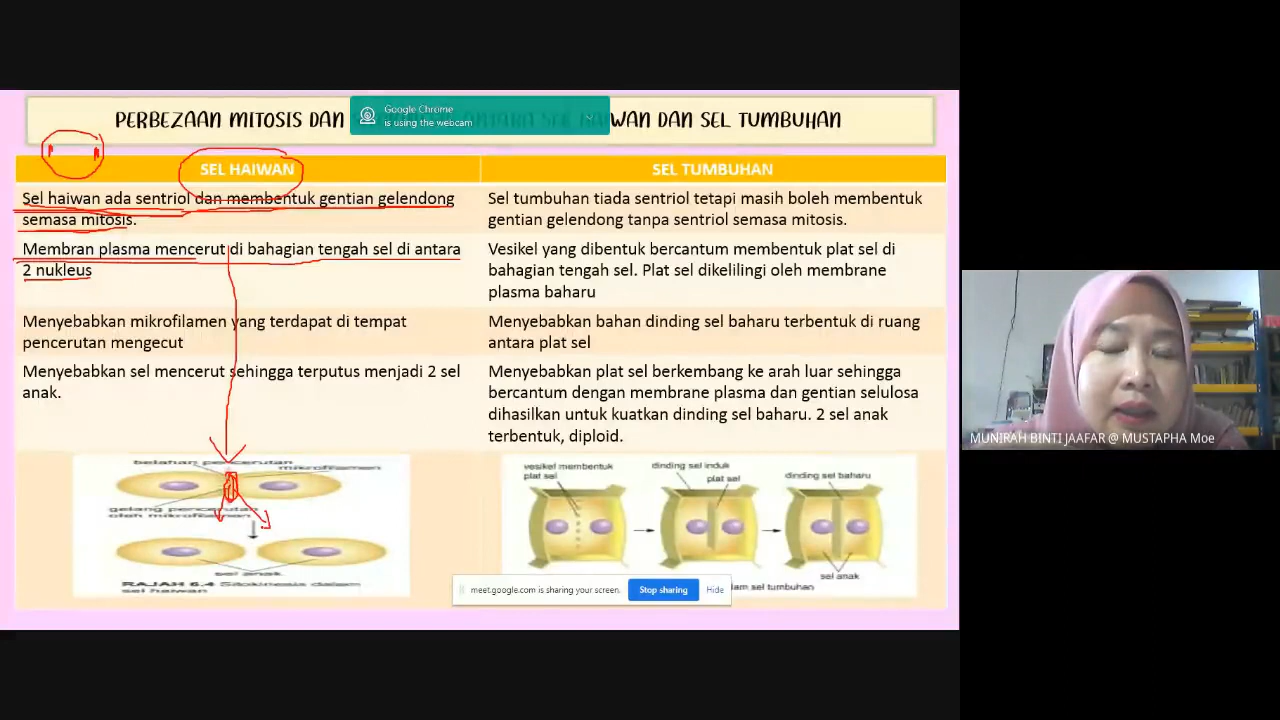 PERBEZAAN MITOSIS DAN
WAN DAN SEL TUMBUHAN
Google Chrome
is using the webcam
SEL HAIWAN
SEL TUMBUHAN
Sel haiwan ada sentriol dan membentuk gentian gelendong
semasa mitosis.
Sel tumbuhan tiada sentriol tetapi masih boleh membentuk
gentian gelendong tanpa sentriol semasa mitosis.
Membran plasma mencerut di bahagian tengah sel di antara
2 nukleus
Vesikel yang dibentuk bercantum membentuk plat sel di
bahagian tengah sel. Plat sel dikelilingi oleh membrane
plasma baharu
Menyebabkan mikrofilamen yang terdapat di tempat
pencerutan mengecut
Menyebabkan bahan dinding sel baharu terbentuk di ruang
antara plat sel
Menyebabkan sel mencerut sehingga terputus menjadi 2 sel
anak.
Menyebabkan plat sel berkembang ke arah luar sehingga
bercantum dengan membrane plasma dan gentian selulosa
dihasilkan untuk kuatkan dinding sel baharu. 2 sel anak
terbentuk, diploid.
belahan pencerutan
mikrofilamen
gelang pencerutan
oleh mikrofilamen
sel anak
RAJAH 6.4 Sitokinesis dalam
sel haiwan
vesikel membentuk
plat sel
dinding sel induk
plat sel
dinding sel baharu
sel anak
lam sel tumbuhan
meet.google.com is sharing your screen.
Stop sharing
Hide
MUNIRAH BINTI JAAFAR @ MUSTAPHA Moe